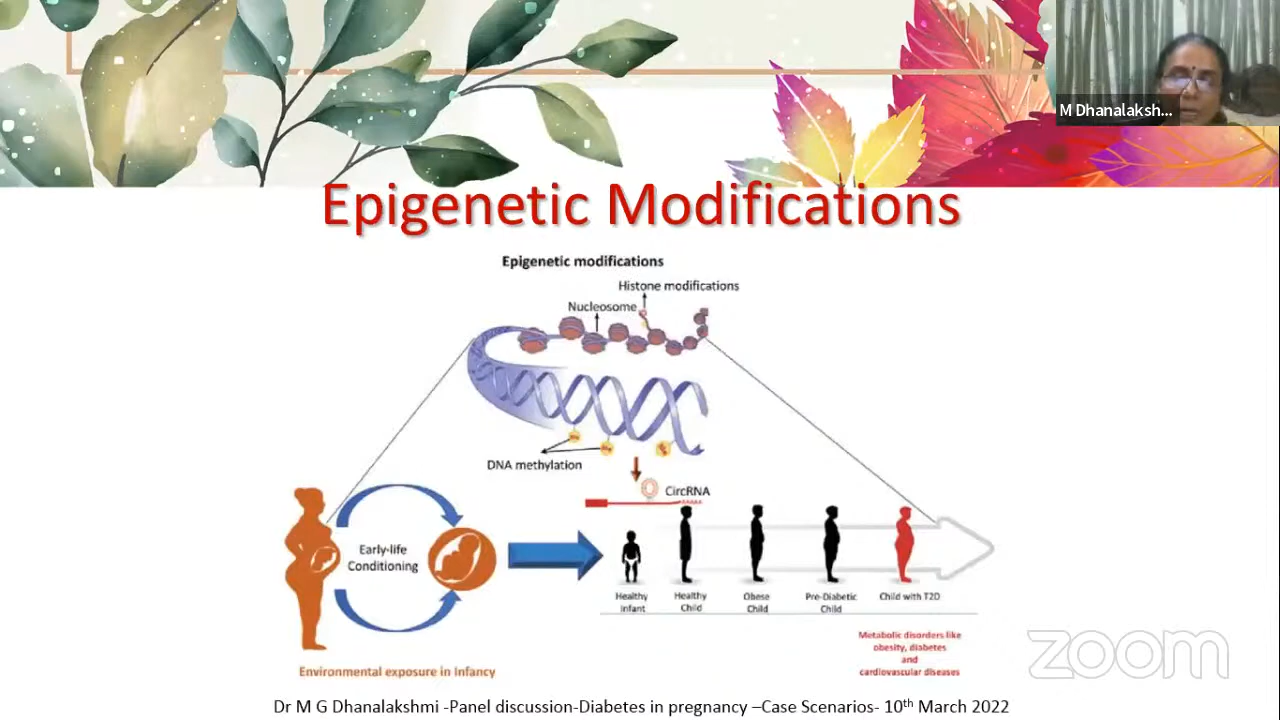 M Dhanalaksh...
Epigenetic Modifications
Epigenetic modifications
Histone modifications
Nucleosome
DNA methylation
CircRNA
Early-life
Conditioning
Healthy
Infant
Healthy
Child
Obese
Child
Pre-Diabetic
Child
Child with T2D
Metabolic disorders like
obesity, diabetes
and
cardiovascular diseases
Environmental exposure in Infancy
zoom
Dr M G Dhanalakshmi -Panel discussion-Diabetes in pregnancy –Case Scenarios- 10th March 2022